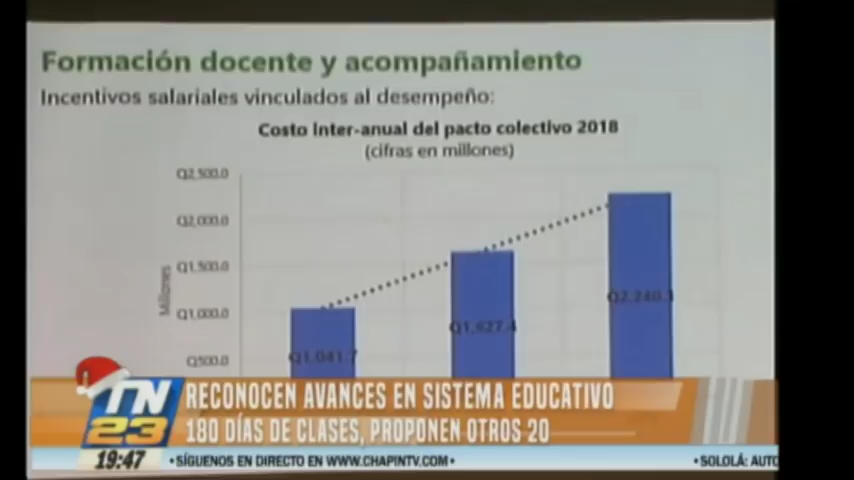 Formación docente y acompañamiento
Incentivos salariales vinculados al desempeño:
Costo Inter-anual del pacto colectivo 2018
(cifras en millones)
Q2,500.0
Q2,000.0
Q1,500.0
Q1,000.0
Q500.0
Millones
Q1,041.7
Q1,627.4
Q2,240.1
TN
23
RECONOCEN AVANCES EN SISTEMA EDUCATIVO
180 DÍAS DE CLASES, PROPONEN OTROS 20
19:47
•SÍGUENOS EN DIRECTO EN WWW.CHAPINTV.COM•
•SOLOLÁ: AUTO